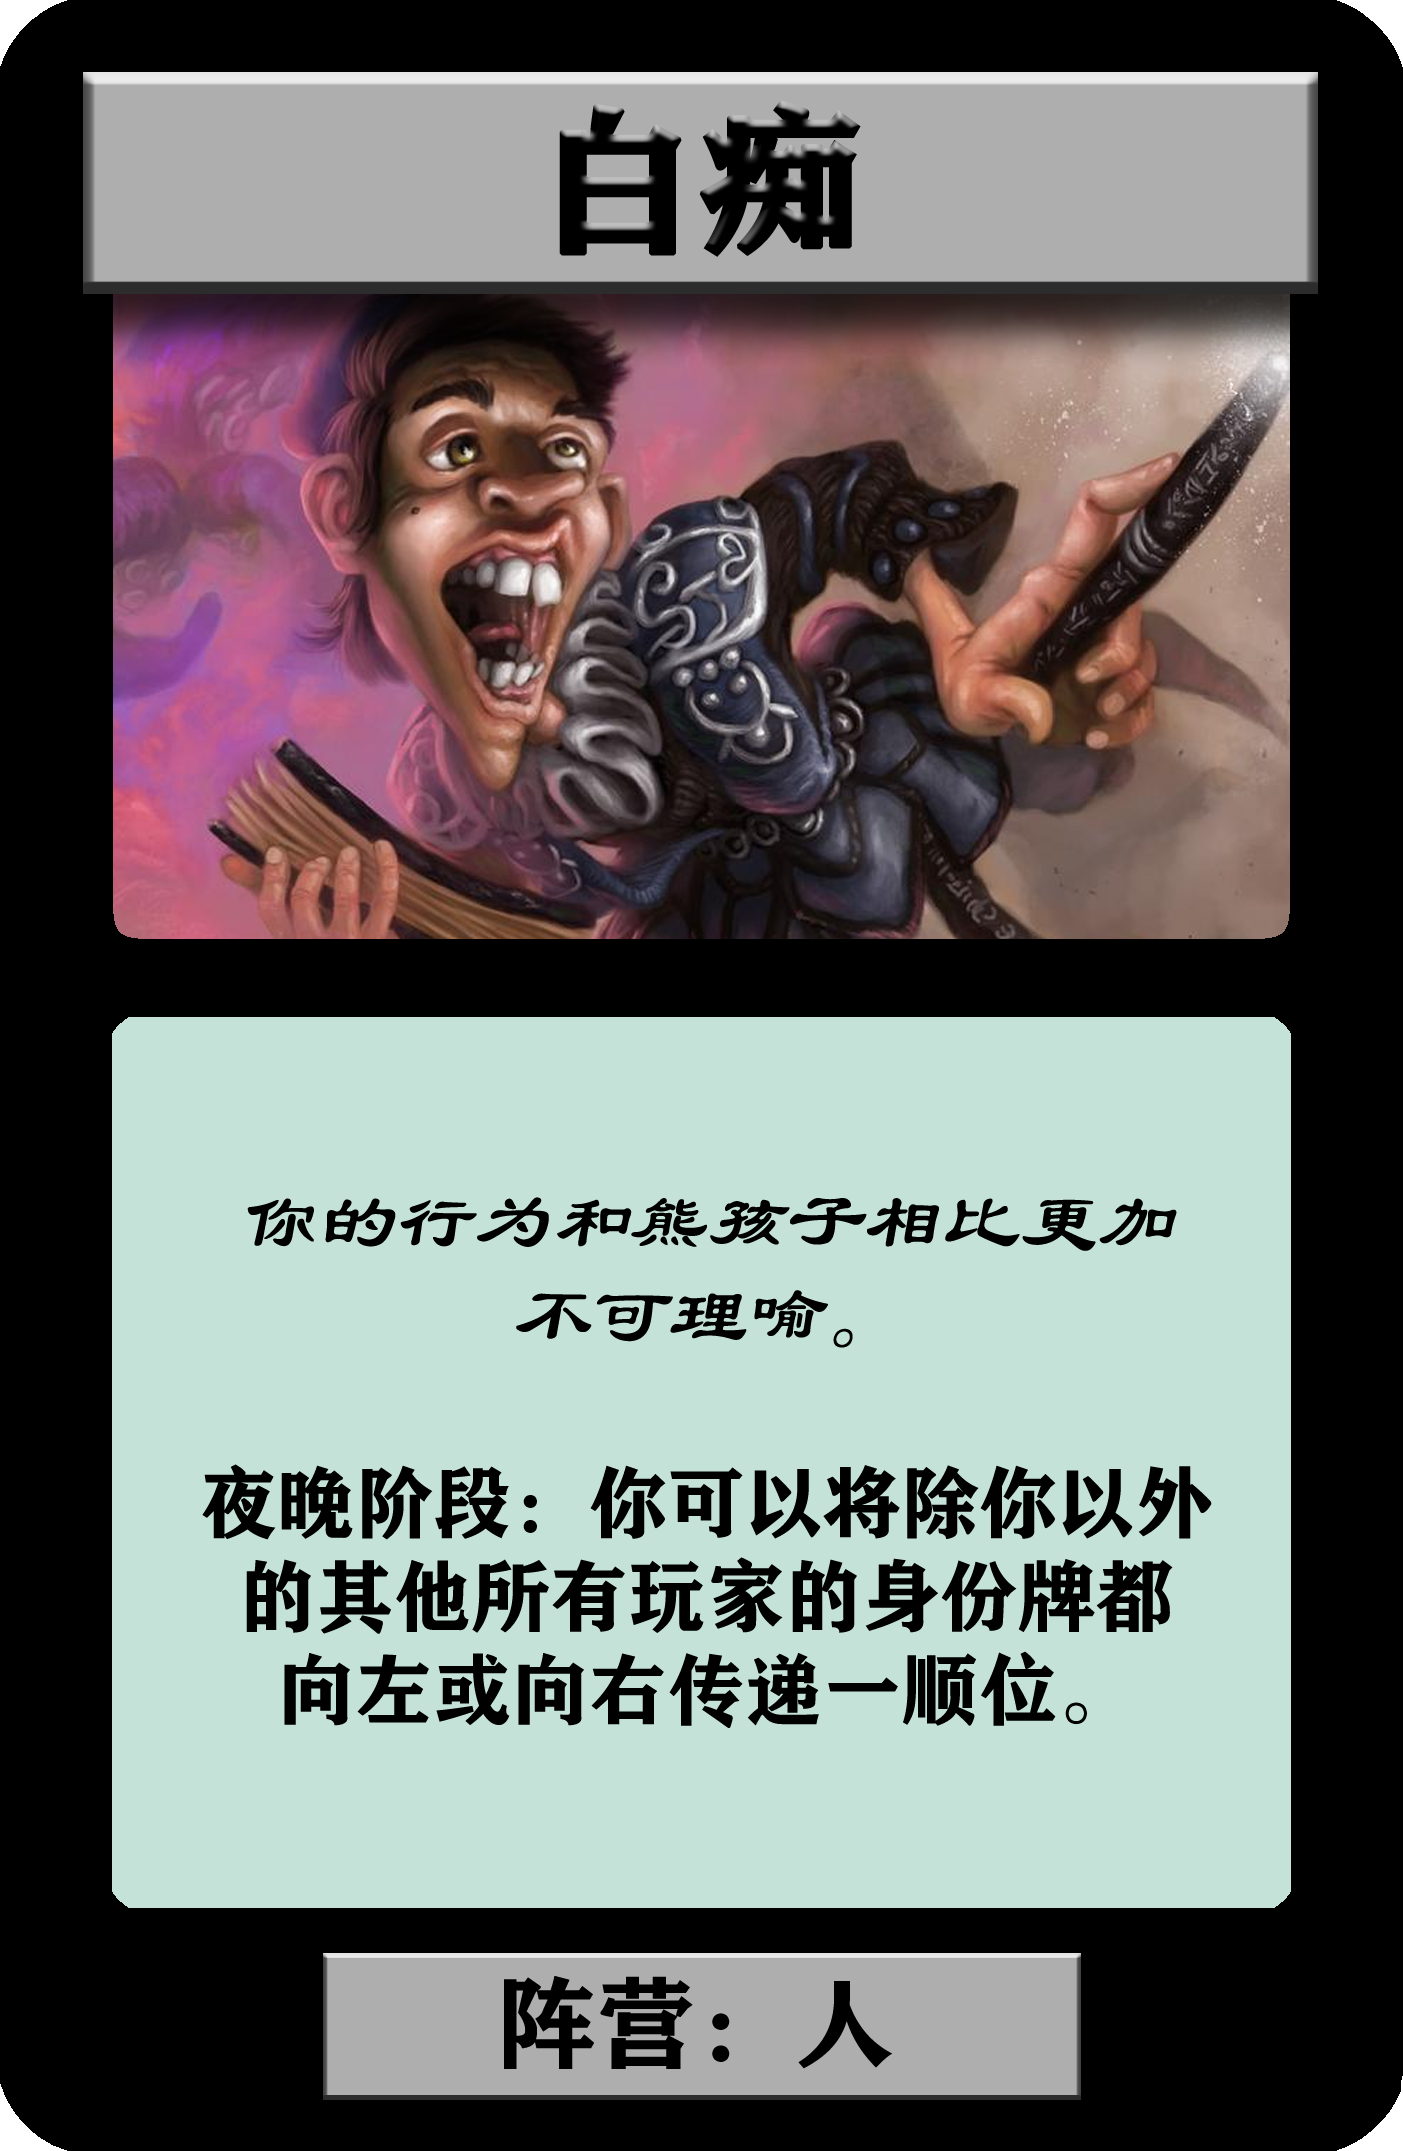 白痴
你的行为和熊孩子相比更加
不可理喻。
夜晚阶段：你可以将除你以外
的其他所有玩家的身份牌都
向左或向右传递一顺位。
阵营：人